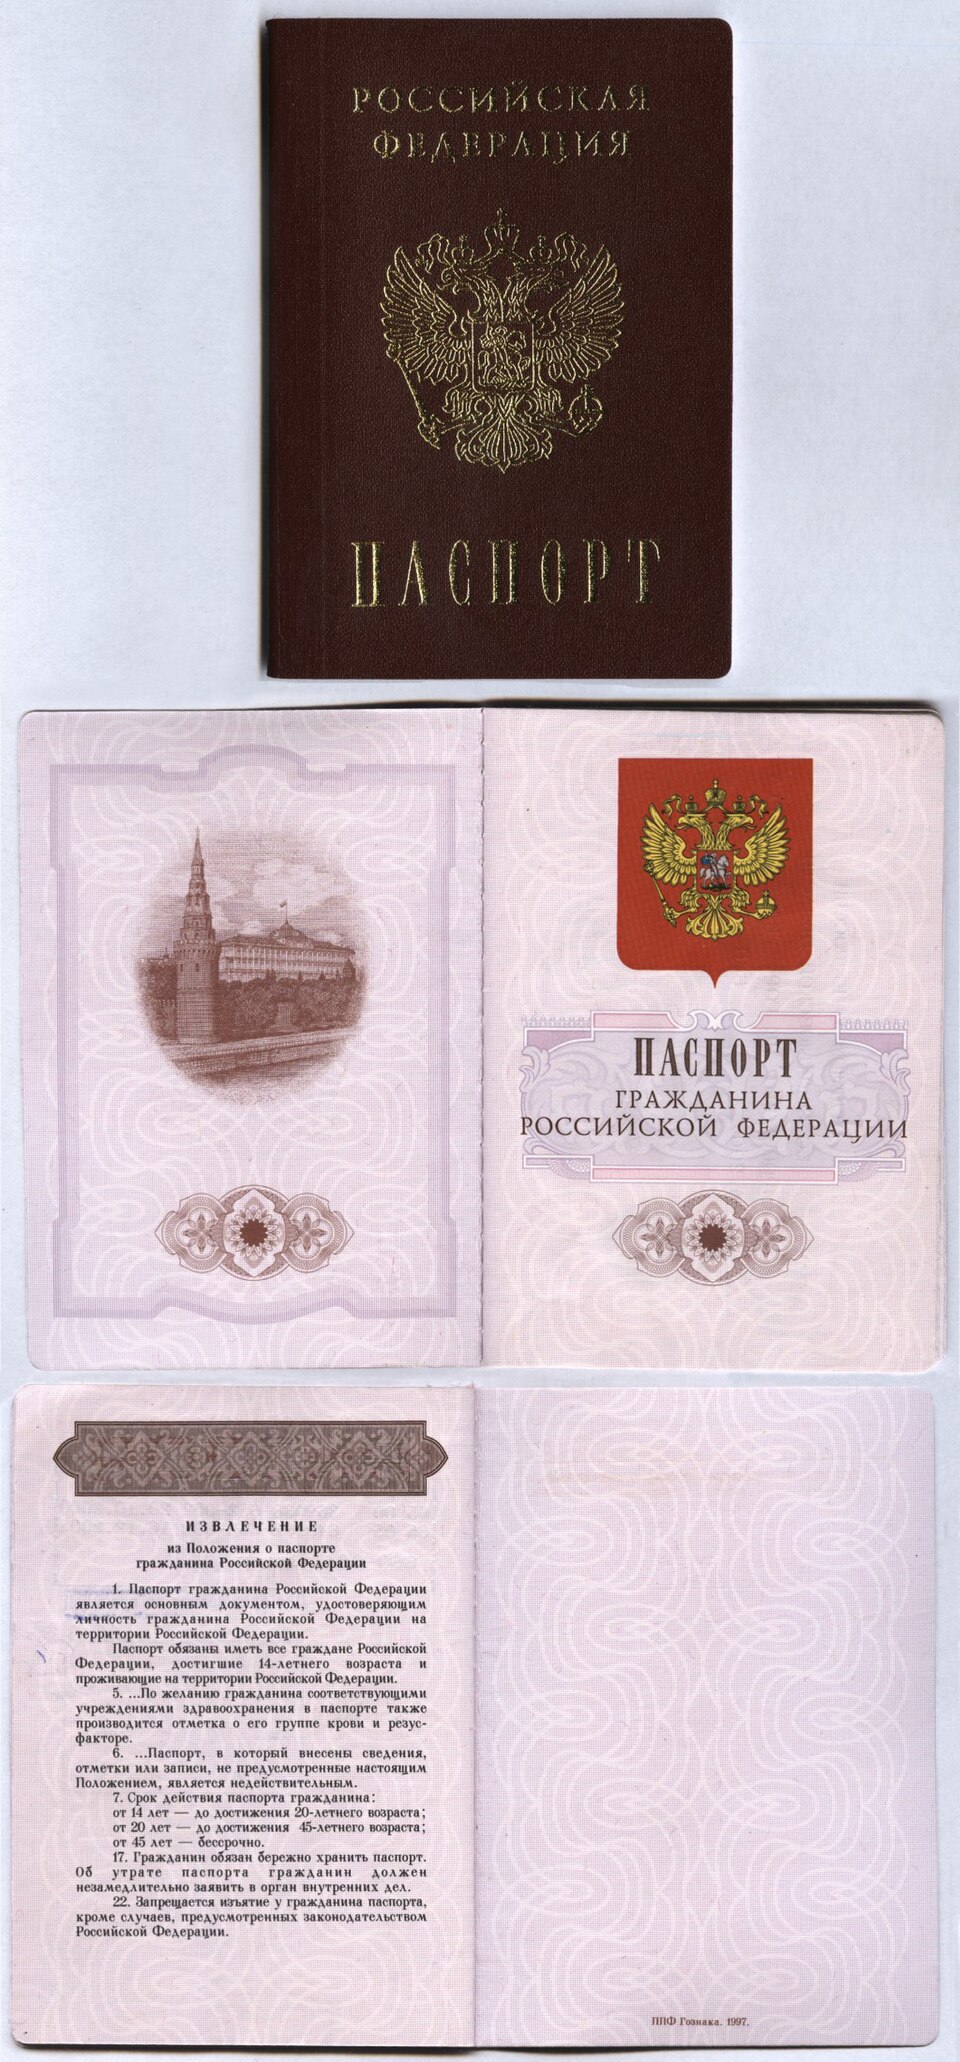 РОССИЙСКАЯ
ФЕДЕРАЦИЯ
ПАСПОРТ
ПАСПОРТ
ГРАЖДАНИНА
РОССИЙСКОЙ ФЕДЕРАЦИИ
ИЗВЛЕЧЕНИЕ
из Положения о паспорте
гражданина Российской Федерации
1. Паспорт гражданина Российской Федерации
является основным документом, удостоверяющим
личность гражданина Российской Федерации на
территории Российской Федерации.
Паспорт обязаны иметь все граждане Российской
Федерации, достигшие 14-летнего возраста и
проживающие на территории Российской Федерации.
5. ...По желанию гражданина соответствующими
учреждениями здравоохранения в паспорте также
производится отметка о его группе крови и резус-
факторе.
6. ...Паспорт, в который внесены сведения,
отметки или записи, не предусмотренные настоящим
Положением, является недействительным.
7. Срок действия паспорта гражданина:
от 14 лет — до достижения 20-летнего возраста;
от 20 лет — до достижения 45-летнего возраста;
от 45 лет — бессрочно.
17. Гражданин обязан бережно хранить паспорт.
Об утрате паспорта гражданин должен
незамедлительно заявить в орган внутренних дел.
22. Запрещается изъятие у гражданина паспорта,
кроме случаев, предусмотренных законодательством
Российской Федерации.
ППФ Гознака. 1997.